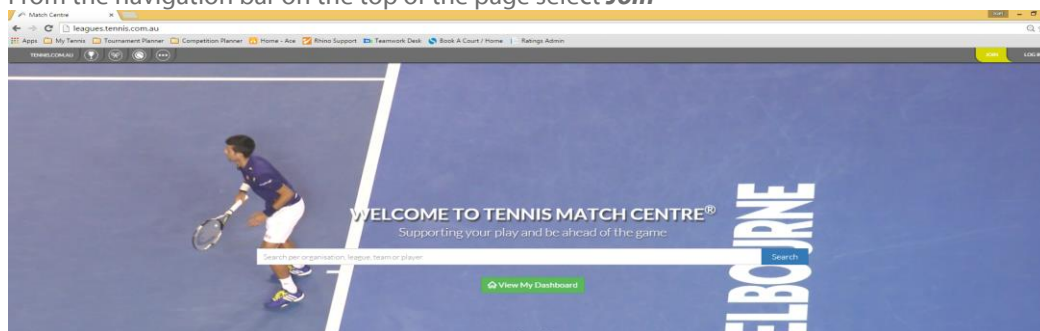 From the navigation bar on the top of the page select Join
Match Centre
leagues.tennis.com.au
Apps My Tennis Tournament Planner Competition Planner Home - Ace Rhino Support Teamwork Desk Book A Court / Home Ratings Admin
TENNIS.COM.AU JOIN LOG IN
WELCOME TO TENNIS MATCH CENTRE®
Supporting your play and be ahead of the game
Search per organisation, league, team or player Search
View My Dashboard
ELBOURNE